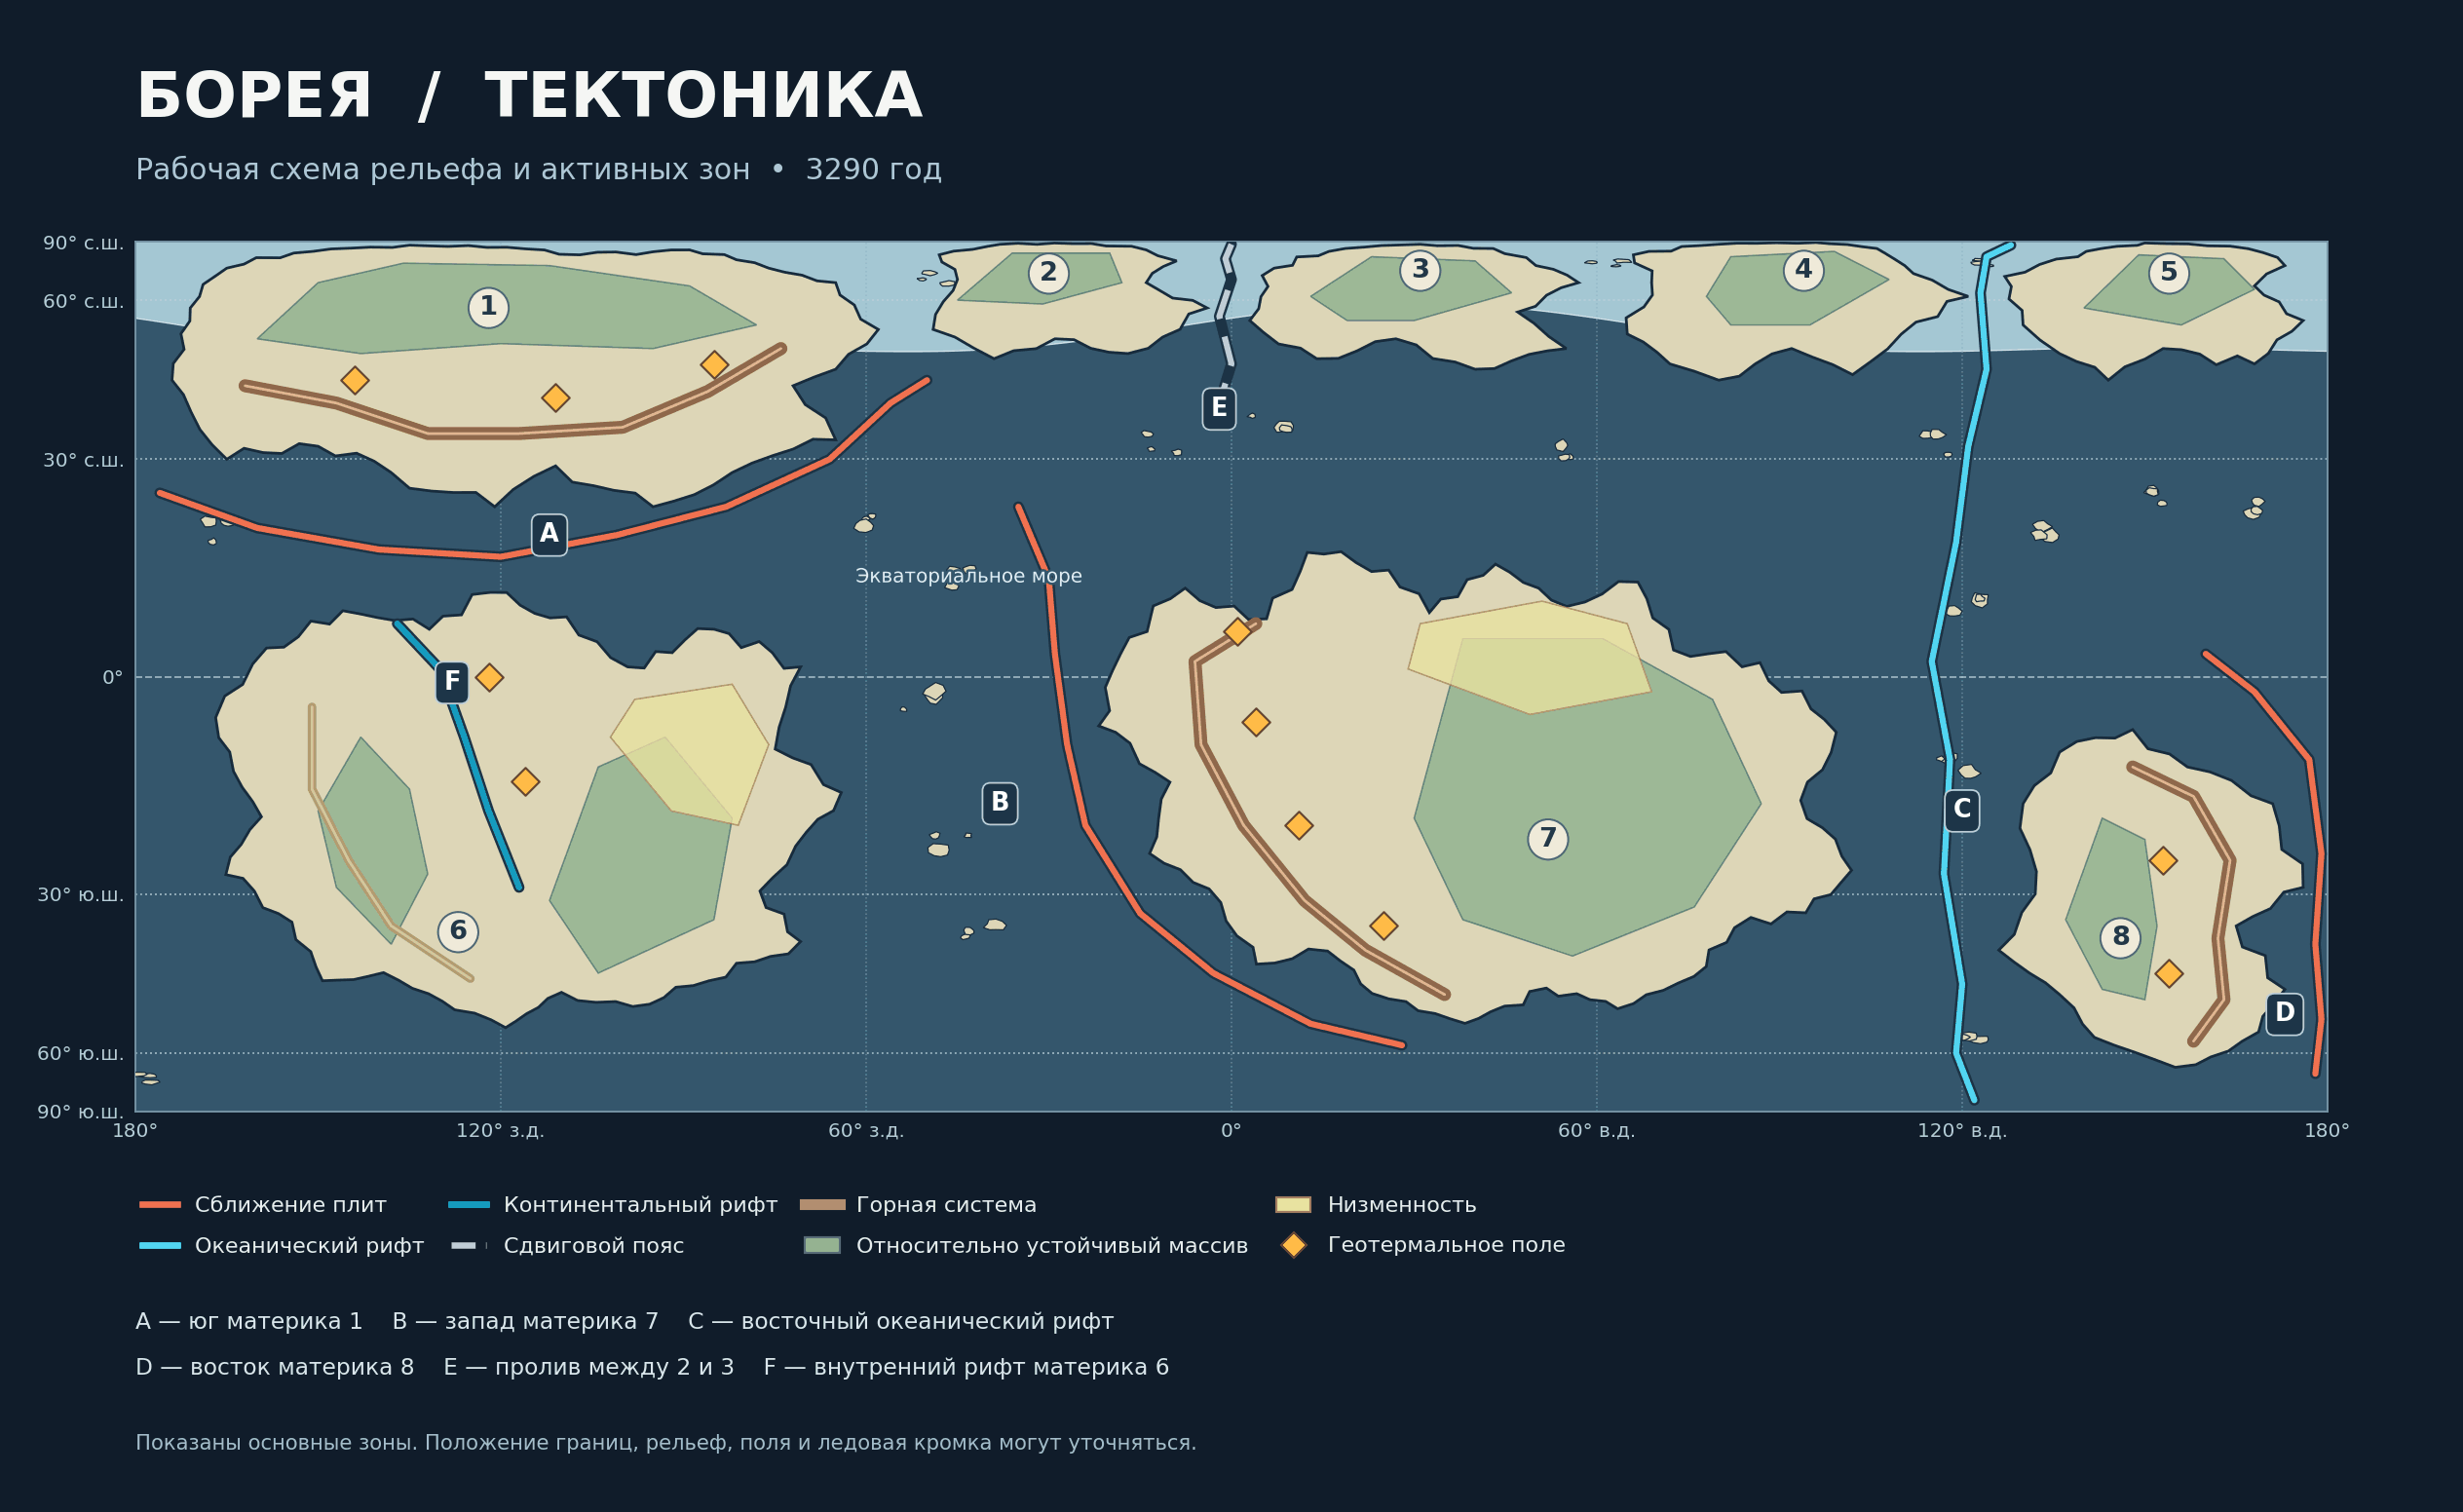 БОРЕЯ / ТЕКТОНИКА
Рабочая схема рельефа и активных зон • 3290 год
90° с.ш.
60° с.ш.
30° с.ш.
0°
30° ю.ш.
60° ю.ш.
90° ю.ш.
1
2
3
4
5
E
A
Экваториальное море
F
B
C
7
6
8
D
180°
120° з.д.
60° з.д.
0°
60° в.д.
120° в.д.
180°
Сближение плит
Континентальный рифт
Горная система
Низменность
Океанический рифт
Сдвиговой пояс
Относительно устойчивый массив
Геотермальное поле
A — юг материка 1 B — запад материка 7 C — восточный океанический рифт
D — восток материка 8 E — пролив между 2 и 3 F — внутренний рифт материка 6
Показаны основные зоны. Положение границ, рельеф, поля и ледовая кромка могут уточняться.